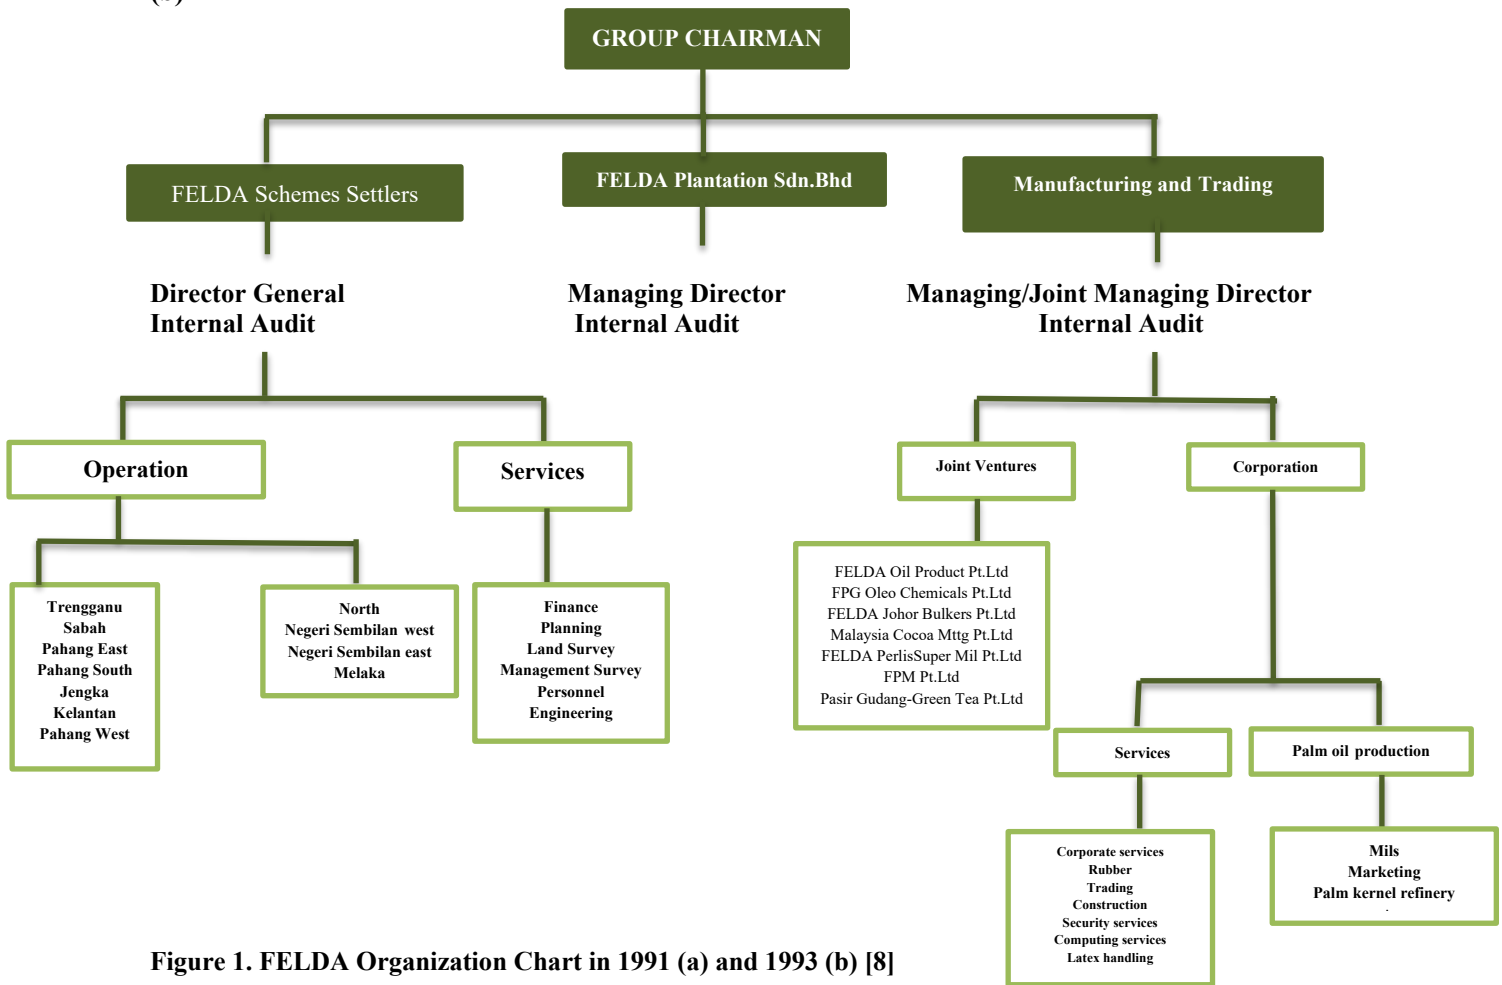 (b)
GROUP CHAIRMAN
FELDA Schemes Settlers
FELDA Plantation Sdn.Bhd
Manufacturing and Trading
Director General
Internal Audit
Managing Director
Internal Audit
Managing/Joint Managing Director
Internal Audit
Operation
Services
Joint Ventures
Corporation
Trengganu
Sabah
Pahang East
Pahang South
Jengka
Kelantan
Pahang West
North
Negeri Sembilan west
Negeri Sembilan east
Melaka
Finance
Planning
Land Survey
Management Survey
Personnel
Engineering
FELDA Oil Product Pt.Ltd
FPG Oleo Chemicals Pt.Ltd
FELDA Johor Bulkers Pt.Ltd
Malaysia Cocoa Mttg Pt.Ltd
FELDA PerlisSuper Mil Pt.Ltd
FPM Pt.Ltd
Pasir Gudang-Green Tea Pt.Ltd
Services
Palm oil production
Corporate services
Rubber
Trading
Construction
Security services
Computing services
Latex handling
Mils
Marketing
Palm kernel refinery
Figure 1. FELDA Organization Chart in 1991 (a) and 1993 (b) [8]